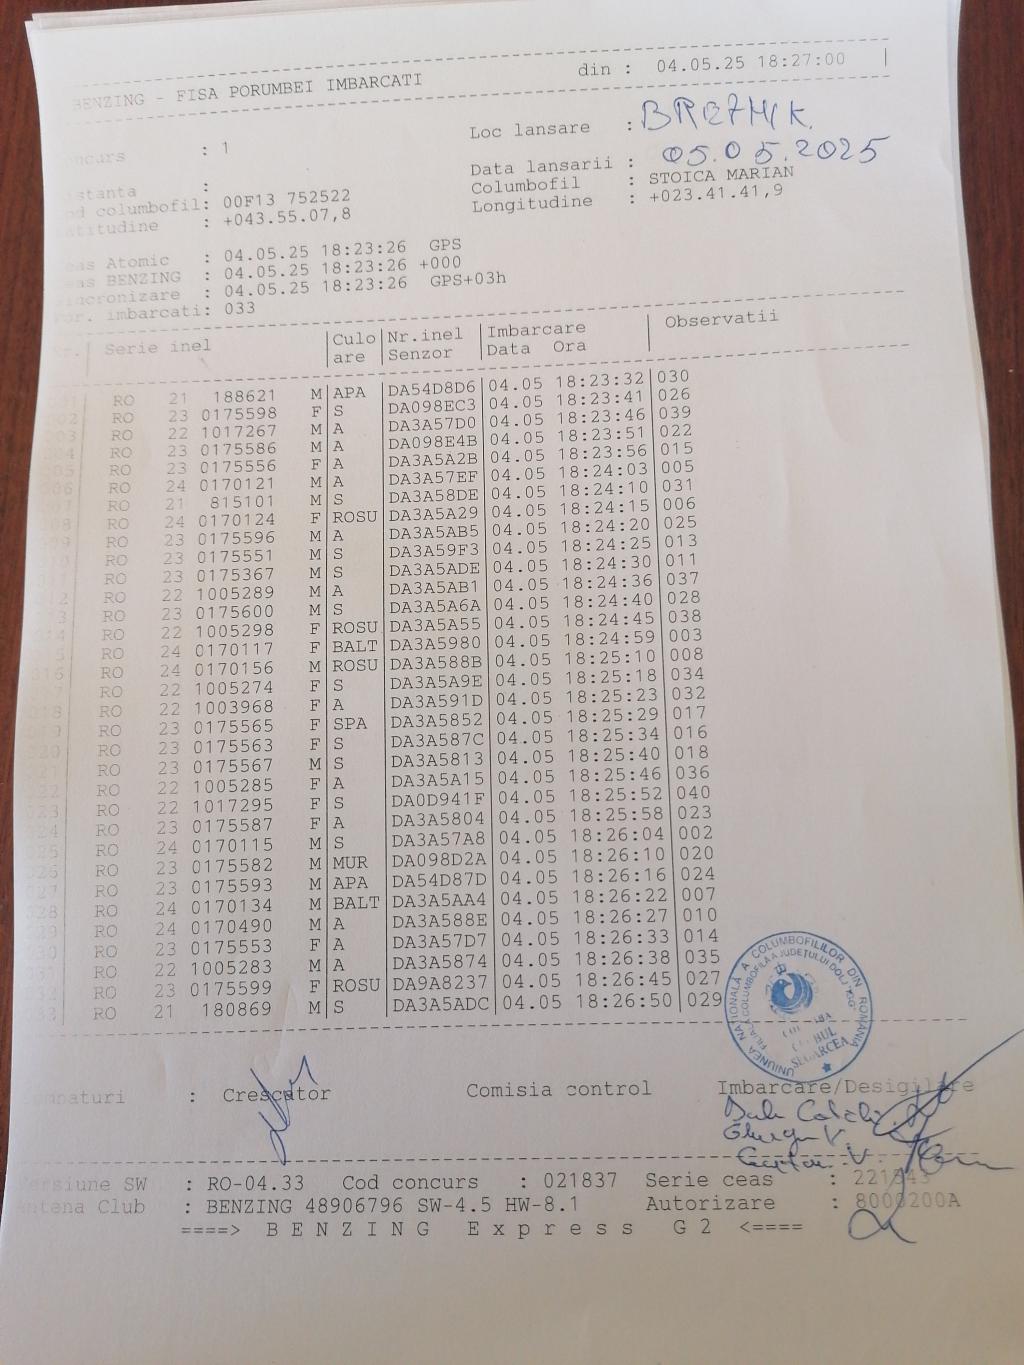 BENZING - FISA PORUMBEI IMBARCATI din : 04.05.25 18:27:00
: 1 Loc lansare : BREZNIK.
: Data lansarii : 05.05.2025
columbofil: 00F13 752522 Columbofil : STOICA MARIAN
: +043.55.07,8 Longitudine : +023.41.41,9
Atomic : 04.05.25 18:23:26 GPS
BENZING : 04.05.25 18:23:26 +000
: 04.05.25 18:23:26 GPS+03h
imbarcati: 033
Serie inel Culo Nr.inel Imbarcare Observatii
are Senzor Data Ora
RO 21 188621 M APA DA54D8D6 04.05 18:23:32 030
RO 23 0175598 F S DA098EC3 04.05 18:23:41 026
RO 22 1017267 M A DA3A57D0 04.05 18:23:46 039
RO 23 0175586 M A DA098E4B 04.05 18:23:51 022
RO 23 0175556 F A DA3A5A2B 04.05 18:23:56 015
RO 24 0170121 M A DA3A57EF 04.05 18:24:03 005
RO 21 815101 M S DA3A58DE 04.05 18:24:10 031
RO 24 0170124 F ROSU DA3A5A29 04.05 18:24:15 006
RO 23 0175596 M A DA3A5AB5 04.05 18:24:20 025
RO 23 0175551 M S DA3A59F3 04.05 18:24:25 013
RO 23 0175367 M S DA3A5ADE 04.05 18:24:30 011
RO 22 1005289 M A DA3A5AB1 04.05 18:24:36 037
RO 23 0175600 M S DA3A5A6A 04.05 18:24:40 028
RO 22 1005298 F ROSU DA3A5A55 04.05 18:24:45 038
RO 24 0170117 F BALT DA3A5980 04.05 18:24:59 003
RO 24 0170156 M ROSU DA3A588B 04.05 18:25:10 008
RO 22 1005274 F S DA3A5A9E 04.05 18:25:18 034
RO 22 1003968 F A DA3A591D 04.05 18:25:23 032
RO 23 0175565 F SPA DA3A5852 04.05 18:25:29 017
RO 23 0175563 F S DA3A587C 04.05 18:25:34 016
RO 23 0175567 M S DA3A5813 04.05 18:25:40 018
RO 22 1005285 F A DA3A5A15 04.05 18:25:46 036
RO 22 1017295 F S DA0D941F 04.05 18:25:52 040
RO 23 0175587 F A DA3A5804 04.05 18:25:58 023
RO 24 0170115 M S DA3A57A8 04.05 18:26:04 002
RO 23 0175582 M MUR DA098D2A 04.05 18:26:10 020
RO 23 0175593 M APA DA54D87D 04.05 18:26:16 024
RO 24 0170134 M BALT DA3A5AA4 04.05 18:26:22 007
RO 24 0170490 M A DA3A588E 04.05 18:26:27 010
RO 23 0175553 F A DA3A57D7 04.05 18:26:33 014
RO 22 1005283 M A DA3A5874 04.05 18:26:38 035
RO 23 0175599 F ROSU DA9A8237 04.05 18:26:45 027
RO 21 180869 M S DA3A5ADC 04.05 18:26:50 029
UNIUNEA NAȚIONALĂ A COLUMBOFILILOR DIN ROMÂNIA
FILIALA COLUMBOFILĂ A JUDEȚULUI DOLJ
SEGARCEA
: Crescator Comisia control Imbarcare/Desigilare
SW : RO-04.33 Cod concurs : 021837 Serie ceas :
Club : BENZING 48906796 SW-4.5 HW-8.1 Autorizare : 8000200A
====> BENZING Express G2 <====